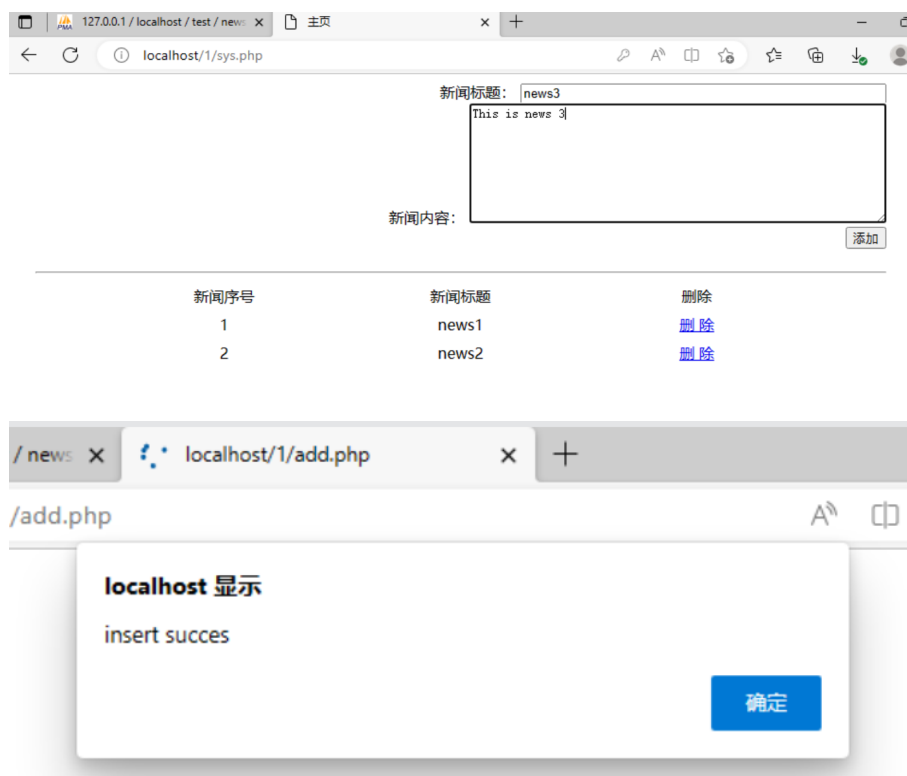 127.0.0.1 / localhost / test / news
主页
localhost/1/sys.php
新闻标题：
news3
This is news 3
新闻内容：
添加
新闻序号 新闻标题 删除
1 news1 删 除
2 news2 删 除
/ news
localhost/1/add.php
/add.php
localhost 显示
insert succes
确定